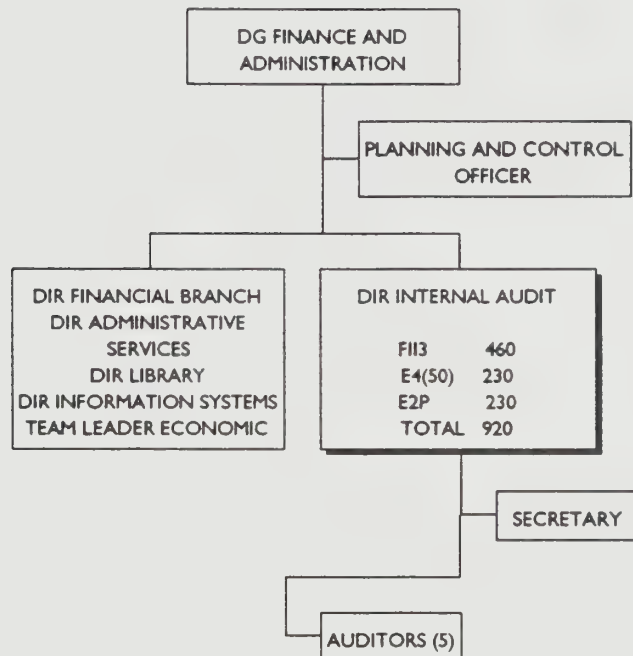 DG FINANCE AND
ADMINISTRATION
PLANNING AND CONTROL
OFFICER
DIR FINANCIAL BRANCH
DIR ADMINISTRATIVE
SERVICES
DIR LIBRARY
DIR INFORMATION SYSTEMS
TEAM LEADER ECONOMIC
DIR INTERNAL AUDIT
FII3 460
E4(50) 230
E2P 230
TOTAL 920
SECRETARY
AUDITORS (5)